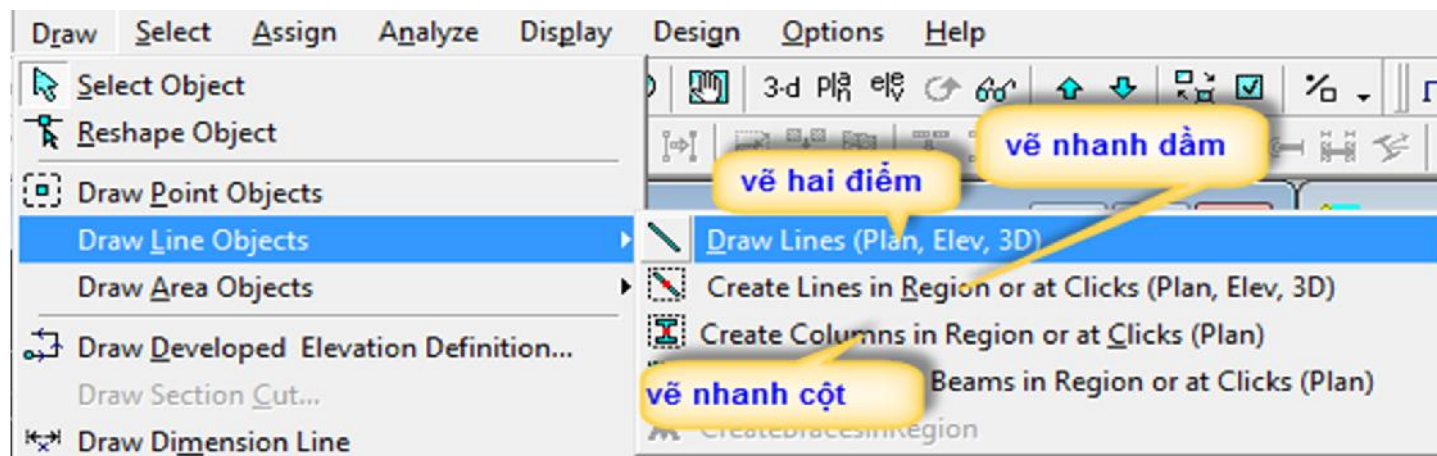 Draw Select Assign Analyze Display Design Options Help
Select Object
3-d
Reshape Object
vẽ nhanh dầm
vẽ hai điểm
Draw Point Objects
Draw Line Objects
Draw Lines (Plan, Elev, 3D)
Draw Area Objects
Create Lines in Region or at Clicks (Plan, Elev, 3D)
Draw Developed Elevation Definition...
Create Columns in Region or at Clicks (Plan)
Draw Section Cut...
vẽ nhanh cột
Beams in Region or at Clicks (Plan)
Draw Dimension Line
CreateBracesinRegion